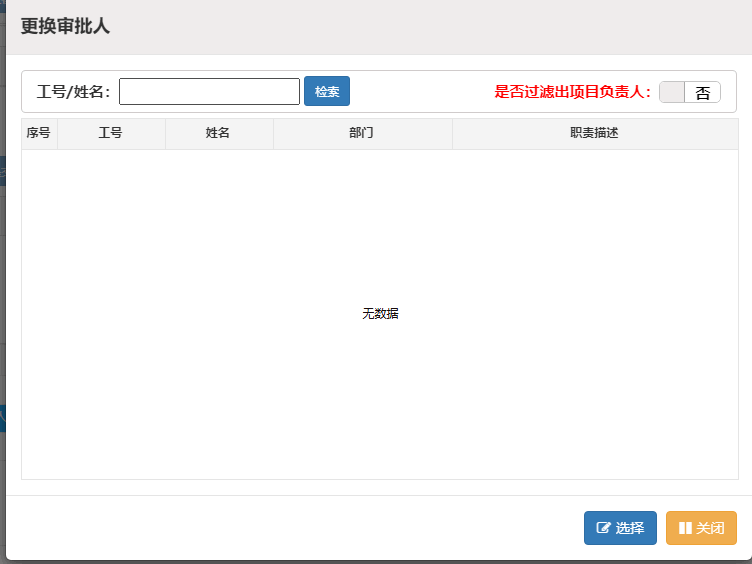 更换审批人
工号/姓名： 检索 是否过滤出项目负责人： 否
序号 工号 姓名 部门 职责描述
无数据
选择 关闭